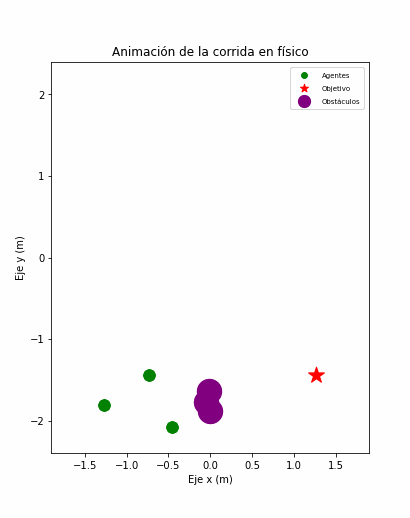 Animación de la corrida en físico
Agentes
Objetivo
Obstáculos
2
1
0
−1
−2
Eje y (m)
−1.5 −1.0 −0.5 0.0 0.5 1.0 1.5
Eje x (m)